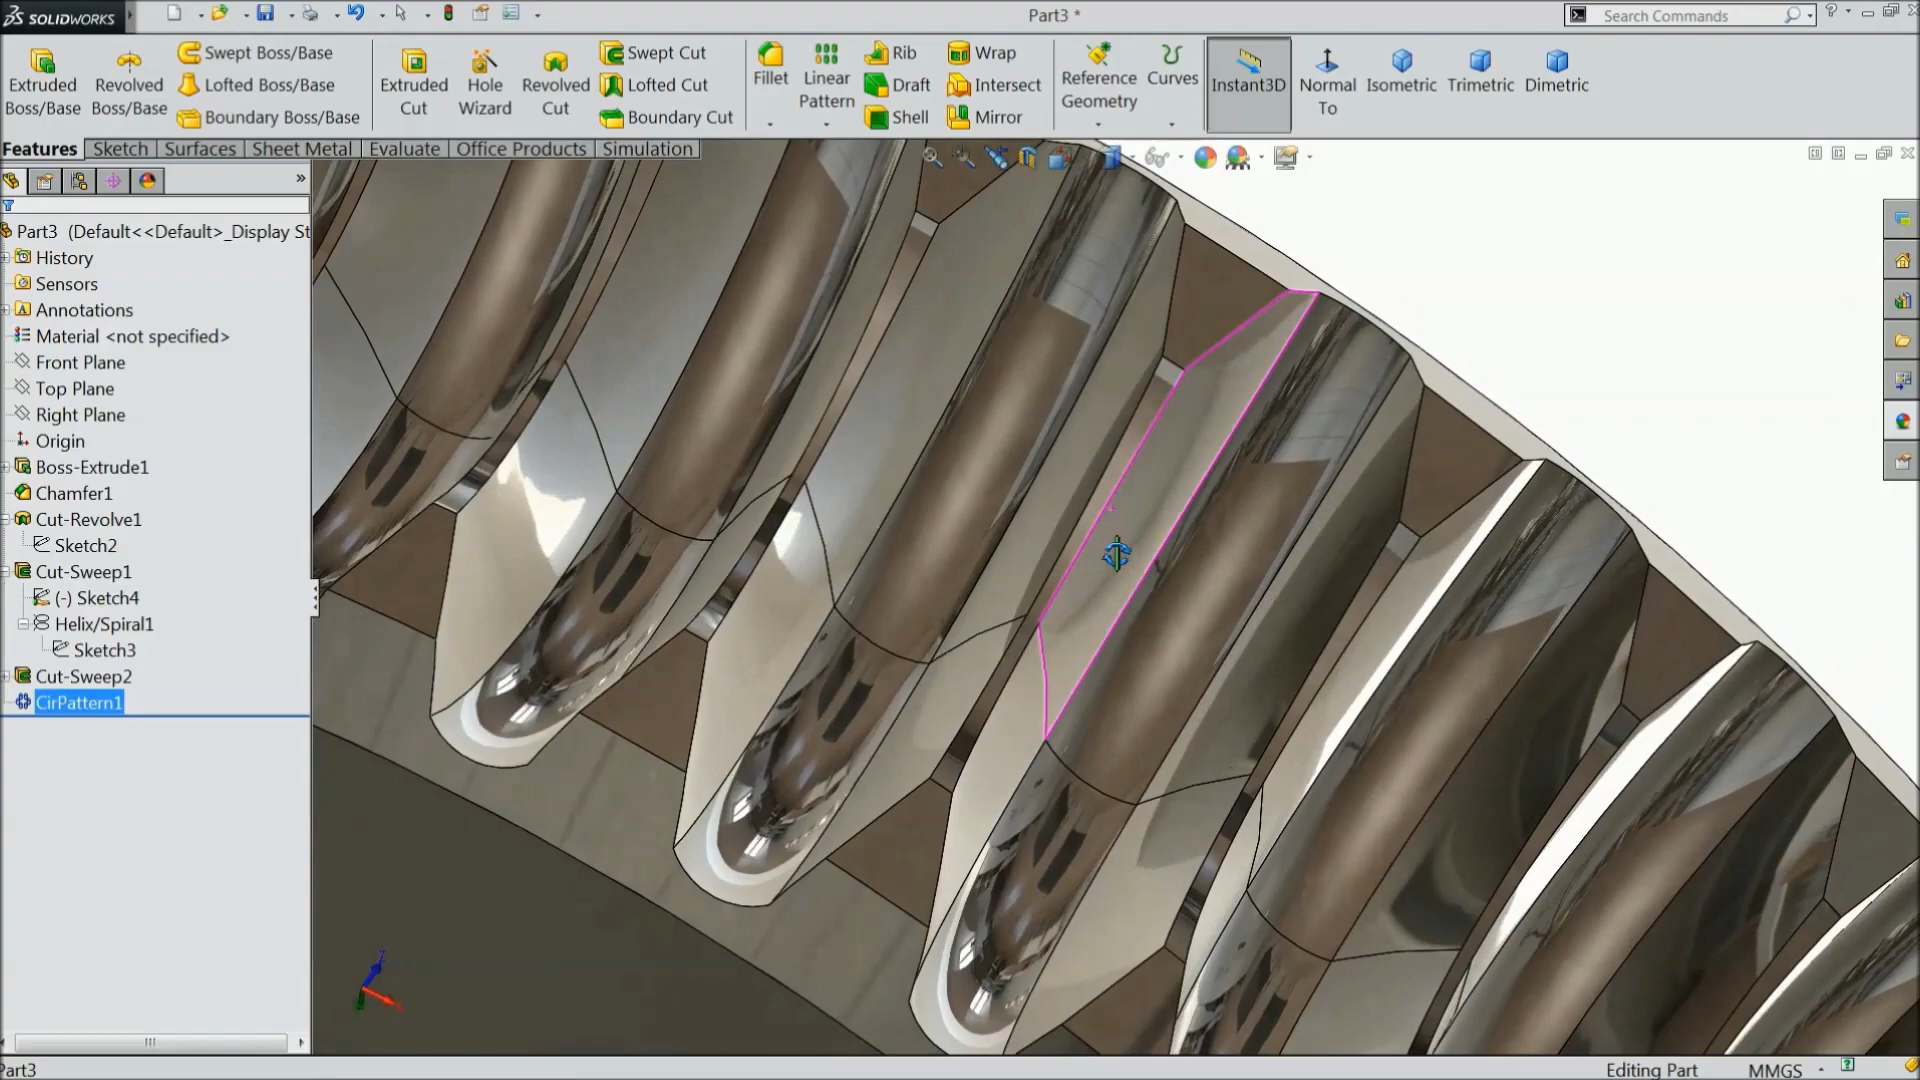 SOLIDWORKS
Part3 *
Search Commands
Extruded Boss/Base
Revolved Boss/Base
Swept Boss/Base
Lofted Boss/Base
Boundary Boss/Base
Extruded Cut
Hole Wizard
Revolved Cut
Swept Cut
Lofted Cut
Boundary Cut
Fillet
Linear Pattern
Rib
Draft
Shell
Wrap
Intersect
Mirror
Reference Geometry
Curves
Instant3D
Normal To
Isometric
Trimetric
Dimetric
Features
Sketch
Surfaces
Sheet Metal
Evaluate
Office Products
Simulation
Part3 (Default<<Default>_Display St
History
Sensors
Annotations
Material <not specified>
Front Plane
Top Plane
Right Plane
Origin
Boss-Extrude1
Chamfer1
Cut-Revolve1
Sketch2
Cut-Sweep1
(-) Sketch4
Helix/Spiral1
Sketch3
Cut-Sweep2
CirPattern1
Part3
Editing Part
MMGS